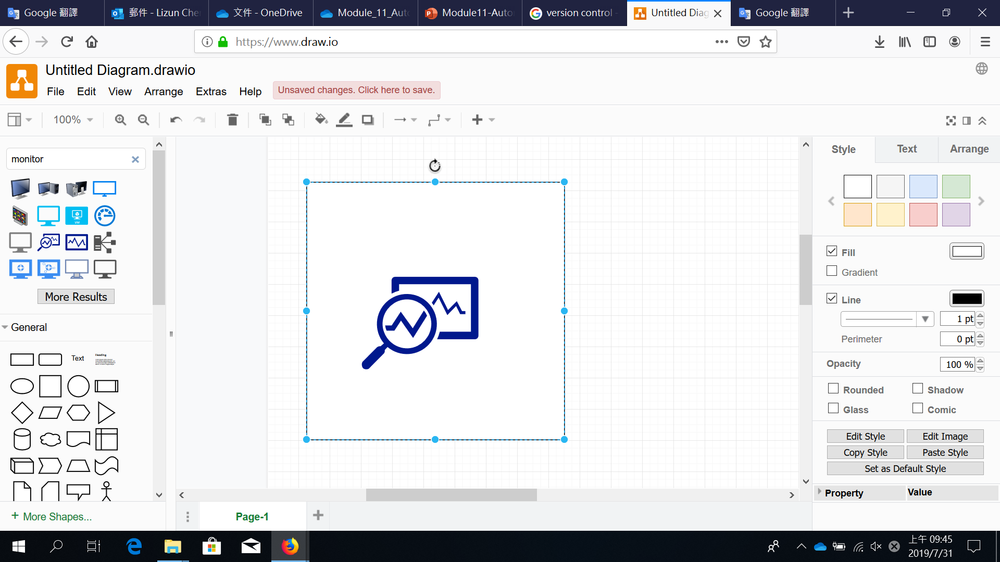 Google 翻譯
郵件 - Lizun Che
文件 - OneDrive
Module_11_Auto
Module11-Auto
version control -
Untitled Diag
Google 翻譯
https://www.draw.io
Untitled Diagram.drawio
File Edit View Arrange Extras Help
Unsaved changes. Click here to save.
100%
monitor
VM
More Results
General
Text
Heading
More Shapes...
Page-1
Style Text Arrange
Fill
Gradient
Line
1 pt
Perimeter
0 pt
Opacity
100 %
Rounded Shadow
Glass Comic
Edit Style Edit Image
Copy Style Paste Style
Set as Default Style
Property Value
上午 09:45
2019/7/31